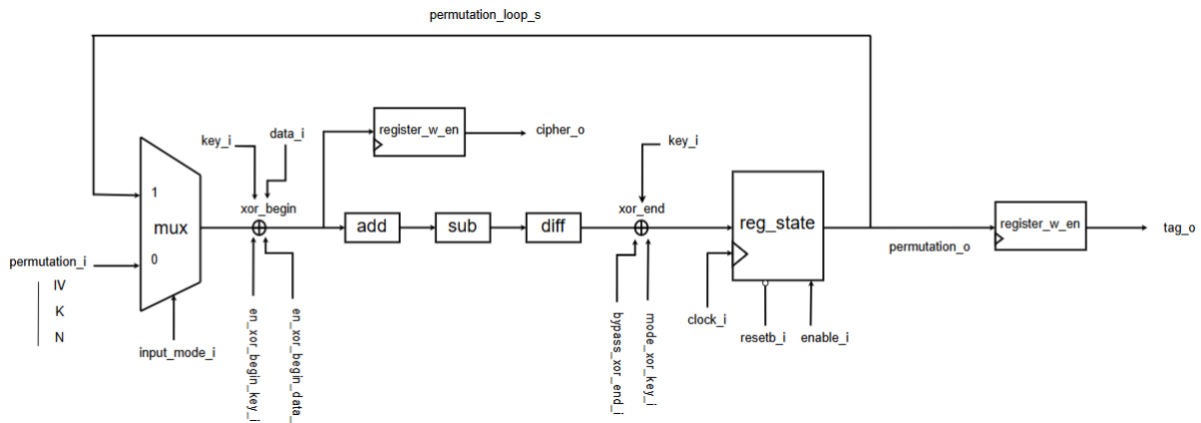 permutation_loop_s
register_w_en
cipher_o
key_i
data_i
key_i
1
xor_begin
xor_end
mux
add
sub
diff
reg_state
register_w_en
tag_o
permutation_i
0
permutation_o
IV
K
N
input_mode_i
en_xor_begin_key_i
en_xor_begin_data_
bypass_xor_end_i
mode_xor_key_i
clock_i
resetb_i
enable_i